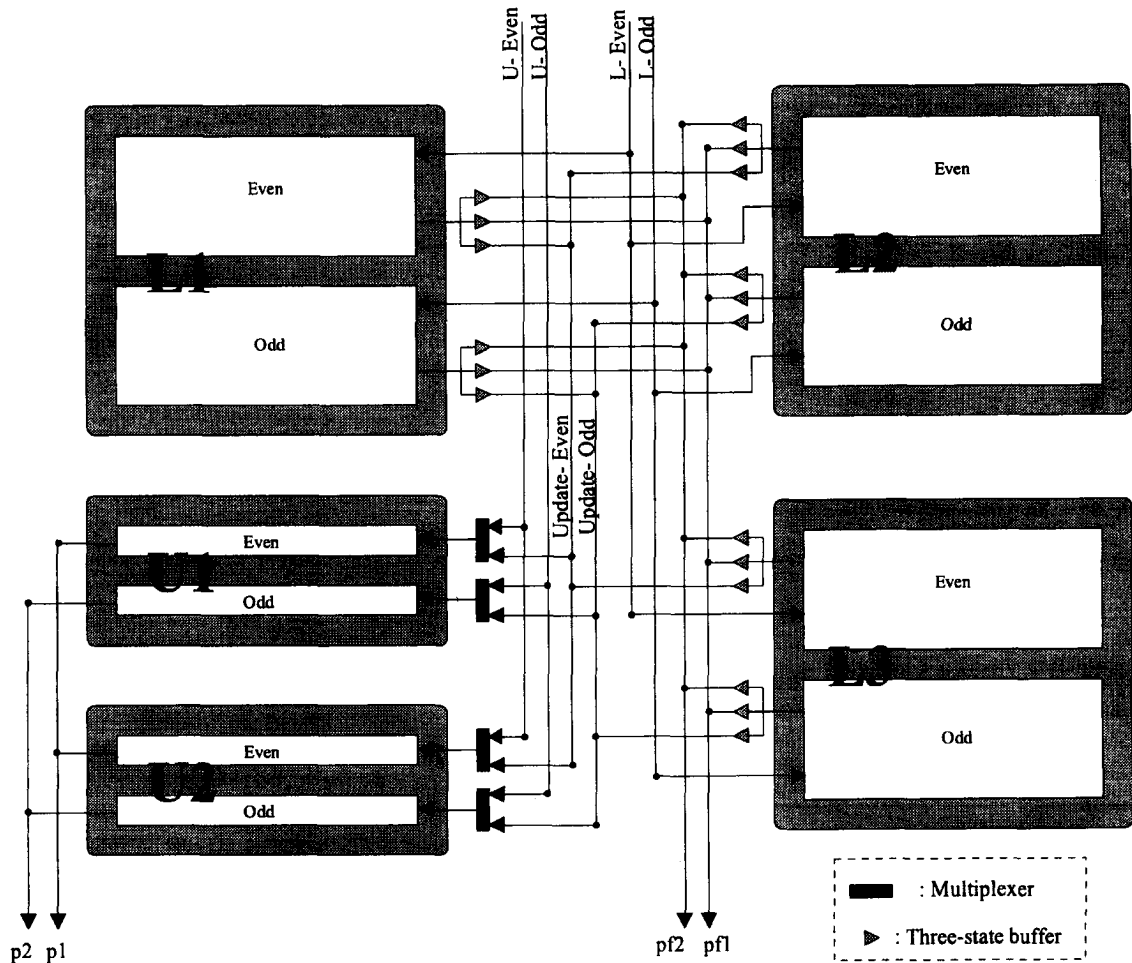 U- Even
U- Odd
L- Even
L- Odd
Even
L1
Odd
Even
L2
Odd
Update- Even
Update- Odd
Even
U1
Odd
Even
L3
Odd
Even
U2
Odd
: Multiplexer
: Three-state buffer
p2 p1
pf2 pf1